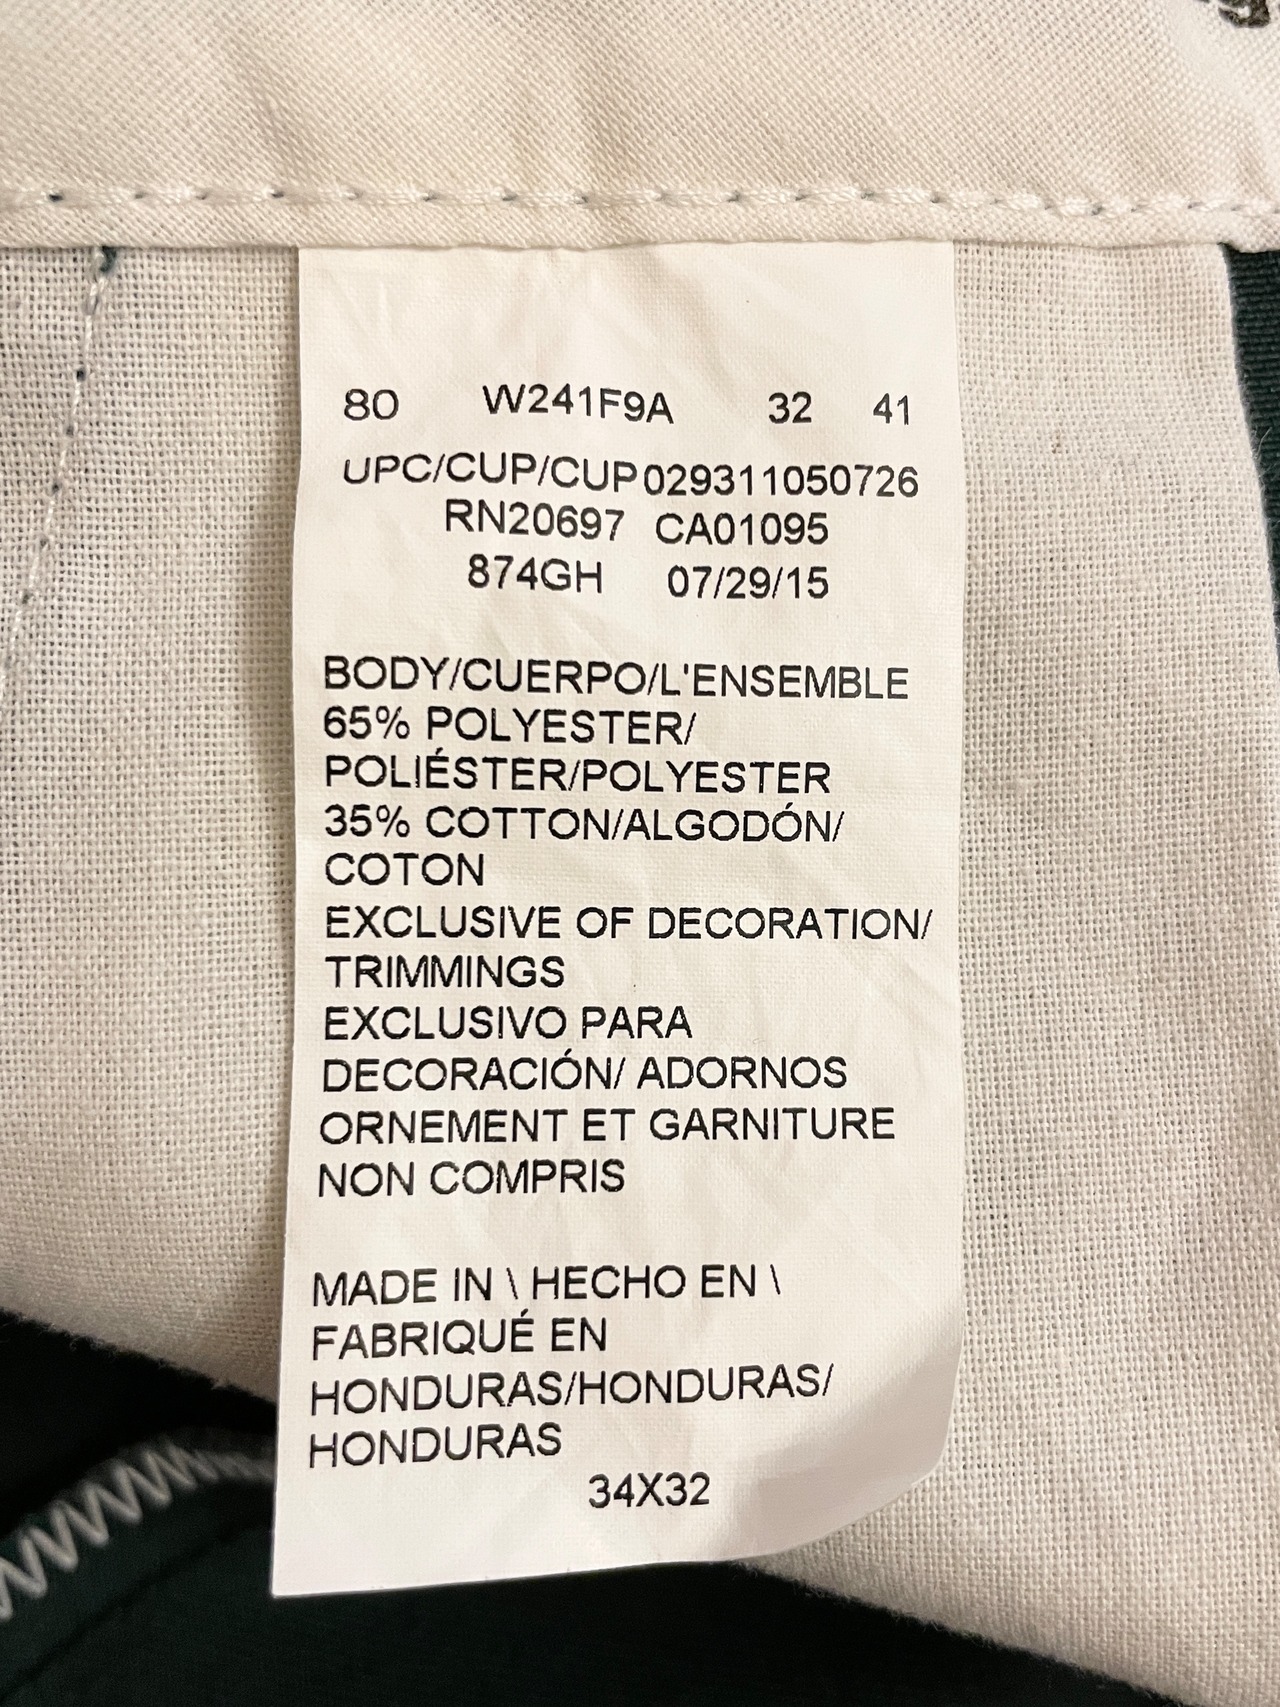 80 W241F9A 32 41
UPC/CUP/CUP029311050726
RN20697 CA01095
874GH 07/29/15
BODY/CUERPO/L'ENSEMBLE
65% POLYESTER/
POLIÉSTER/POLYESTER
35% COTTON/ALGODÓN/
COTON
EXCLUSIVE OF DECORATION/
TRIMMINGS
EXCLUSIVO PARA
DECORACIÓN/ ADORNOS
ORNEMENT ET GARNITURE
NON COMPRIS
MADE IN \ HECHO EN \
FABRIQUÉ EN
HONDURAS/HONDURAS/
HONDURAS
34X32